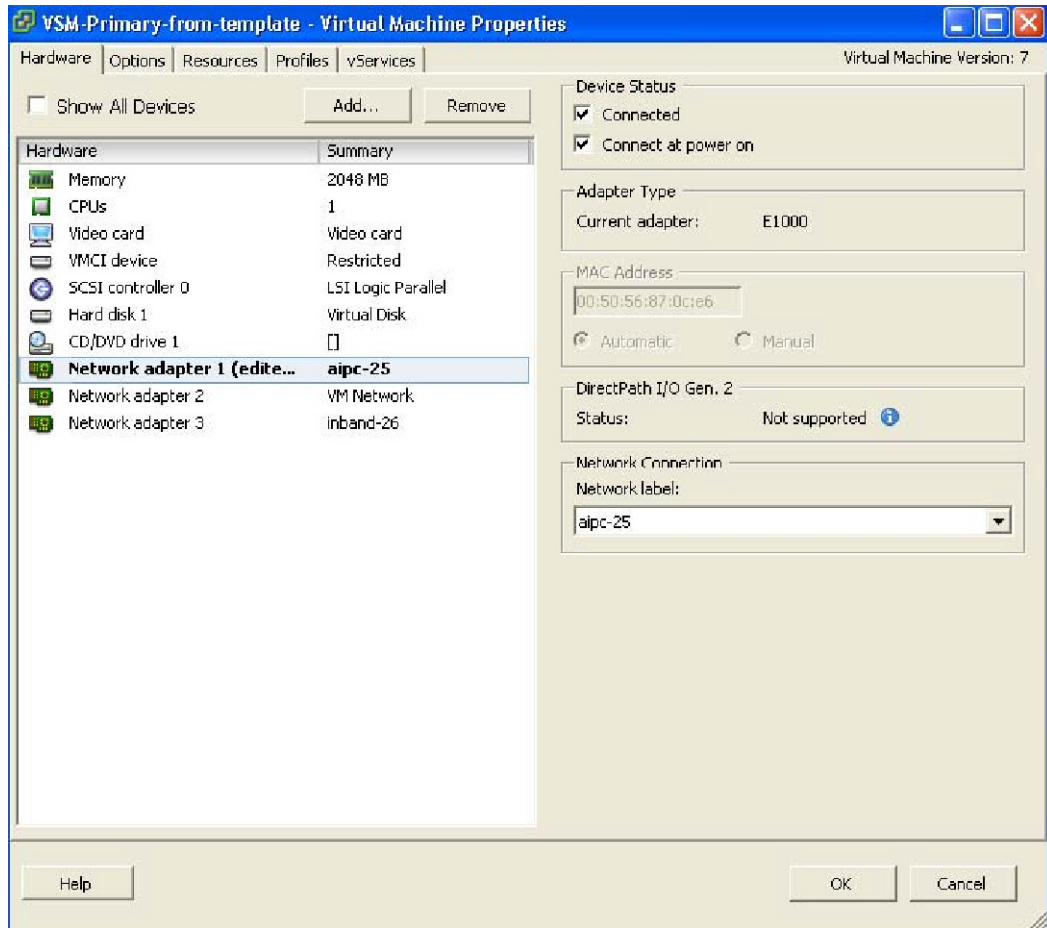 VSM-Primary-from-template - Virtual Machine Properties
Hardware Options Resources Profiles vServices Virtual Machine Version: 7
Show All Devices Add... Remove
Hardware Summary
Memory 2048 MB
CPUs 1
Video card Video card
VMCI device Restricted
SCSI controller 0 LSI Logic Parallel
Hard disk 1 Virtual Disk
CD/DVD drive 1 []
Network adapter 1 (edite... aipc-25
Network adapter 2 VM Network
Network adapter 3 inband-26
Device Status
Connected
Connect at power on
Adapter Type
Current adapter: E1000
MAC Address
00:50:56:87:0c:e6
Automatic Manual
DirectPath I/O Gen. 2
Status: Not supported
Network Connection
Network label:
aipc-25
Help OK Cancel